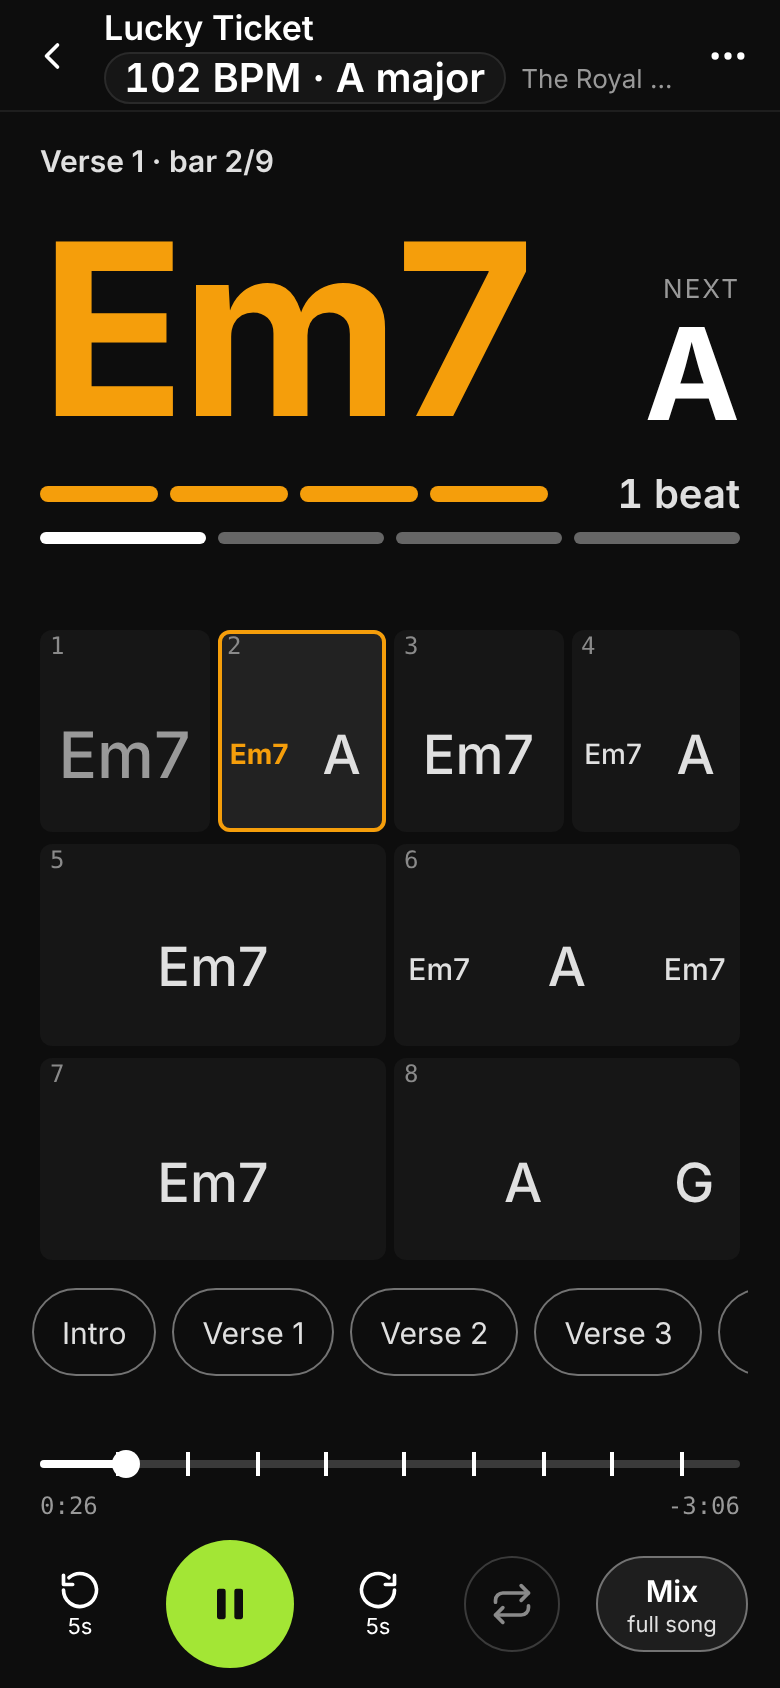 Lucky Ticket
102 BPM · A major The Royal ...
Verse 1 · bar 2/9
Em7
NEXT
A
1 beat
1 2 3 4
Em7 Em7 A Em7 Em7 A
5 6
Em7 Em7 A Em7
7 8
Em7 A G
Intro Verse 1 Verse 2 Verse 3
0:26 -3:06
5s 5s Mix
full song